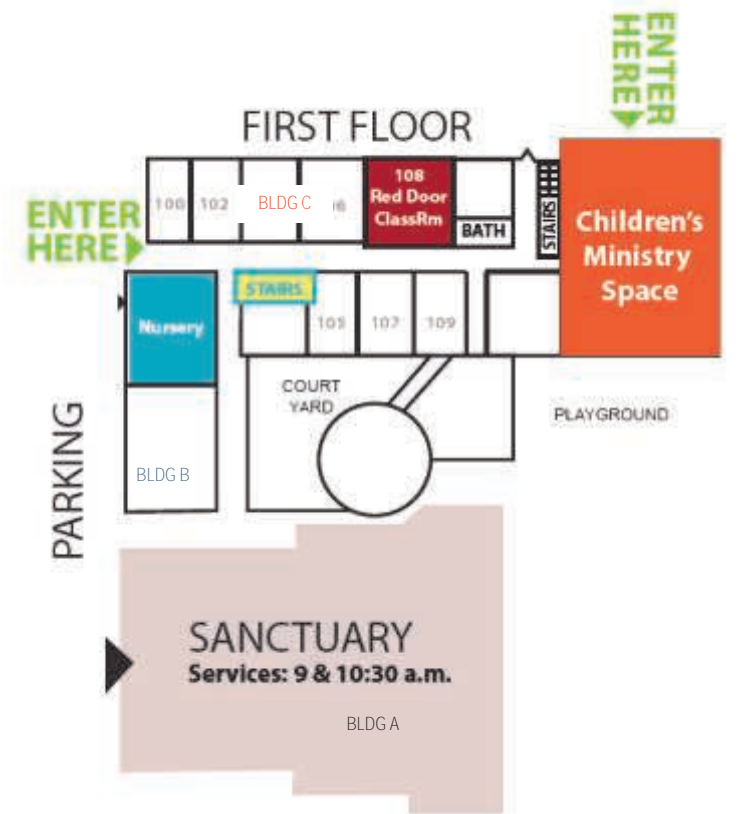 ENTER
HERE
FIRST FLOOR
ENTER
HERE
100
102
BLDG C
108
Red Door
ClassRm
BATH
STAIRS
Children's
Ministry
Space
Nursery
STAIRS
105
107
109
COURT
YARD
PLAYGROUND
PARKING
BLDG B
SANCTUARY
Services: 9 & 10:30 a.m.
BLDG A